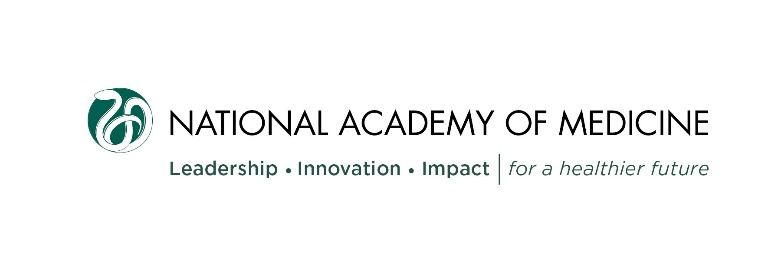 NATIONAL ACADEMY OF MEDICINE
Leadership • Innovation • Impact | for a healthier future